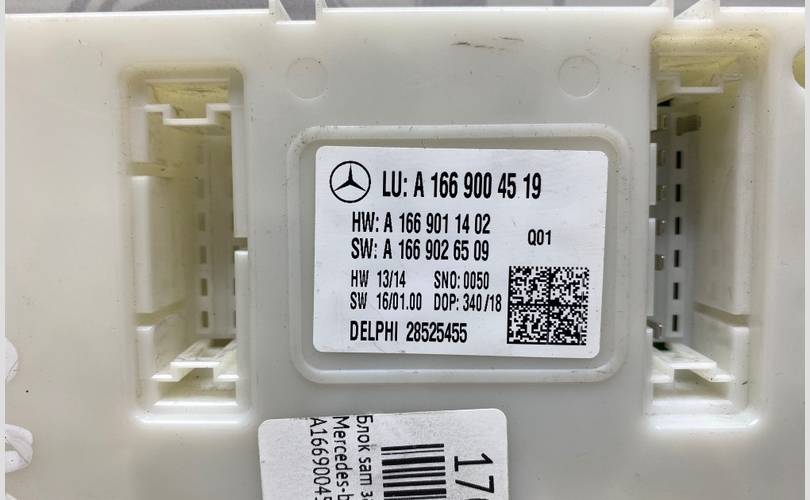 LU: A 166 900 45 19
HW: A 166 901 14 02
SW: A 166 902 65 09
Q01
HW 13/14 SNO: 0050
SW 16/01.00 DOP: 340/18
DELPHI 28525455
Блок sam
Mercedes-b
A16690045